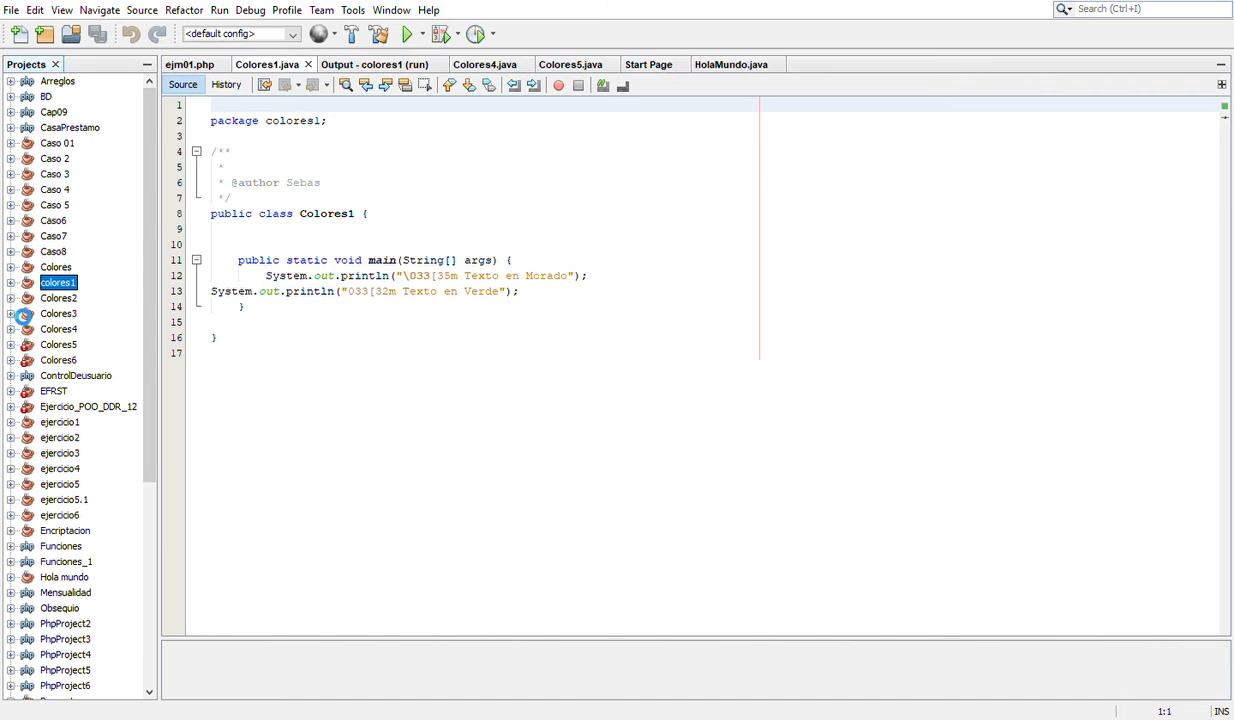 File Edit View Navigate Source Refactor Run Debug Profile Team Tools Window Help
Search (Ctrl+I)
<default config>
Projects
ejrn01.php Colores1.java Output - colores1 (run) Colores4.java Colores5.java Start Page HolaMundo.java
Source History
Arreglos
BD
Cap09
CasaPrestamo
Caso 01
Caso 2
Caso 3
Caso 4
Caso 5
Caso6
Caso7
Caso8
Colores
colores1
Colores2
Colores3
Colores4
Colores5
Colores6
ControlDeusuario
EFRST
Ejercicio_POO_DDR_12
ejercicio1
ejercicio2
ejercicio3
ejercicio4
ejercicio5
ejercicio5.1
ejercicio6
Encriptacion
Funciones
Funciones_1
Hola mundo
Mensualidad
Obsequio
PhpProject2
PhpProject3
PhpProject4
PhpProject5
PhpProject6
1
2 package colores1;
3
4 /**
5 *
6 * @author Sebas
7 */
8 public class Colores1 {
9
10
11 public static void main(String[] args) {
12 System.out.println("\033[35m Texto en Morado");
13 System.out.println("033[32m Texto en Verde");
14 }
15
16 }
17
1:1 INS